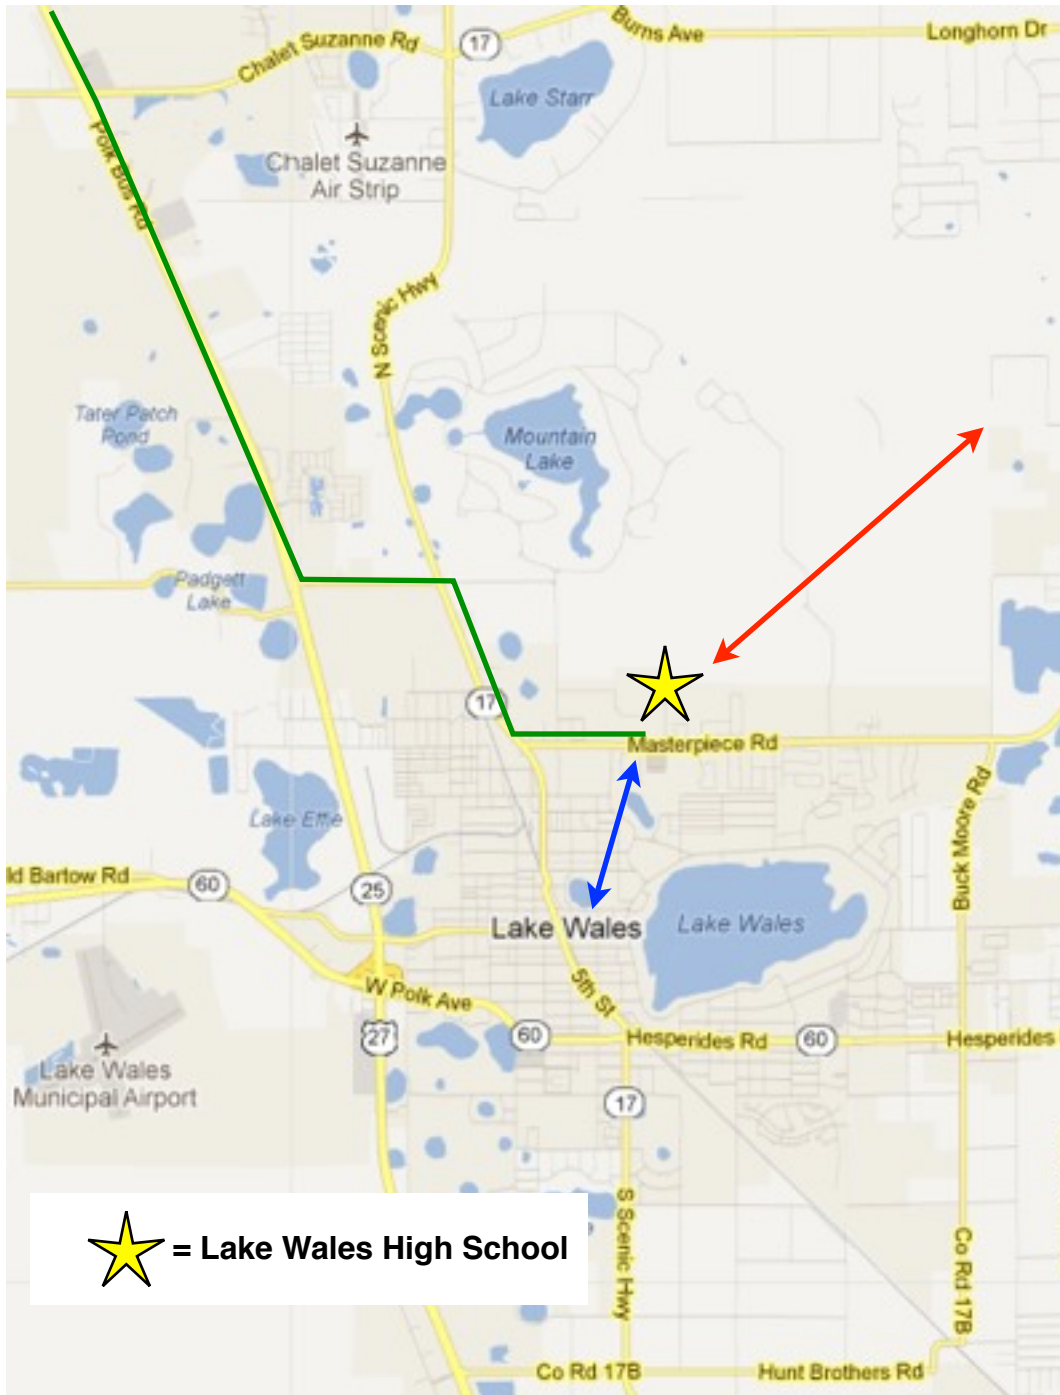 Burns Ave
Longhorn Dr
Chalet Suzanne Rd
17
Lake Starr
Polk Bus Rd
Chalet Suzanne
Air Strip
N Scenic Hwy
Tater Patch
Pond
Mountain
Lake
Padgett
Lake
17
Masterpiece Rd
Lake Effie
Buck Moore Rd
ld Bartow Rd
60
25
Lake Wales
Lake Wales
W Polk Ave
5th St
27
60
Hesperides Rd
60
Hesperides
Lake Wales
Municipal Airport
17
S Scenic Hwy
= Lake Wales High School
Co Rd 17B
Co Rd 17B
Hunt Brothers Rd